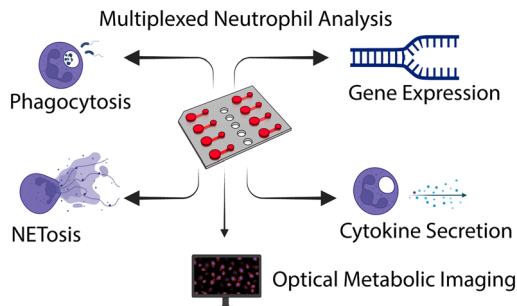 Multiplexed Neutrophil Analysis
Phagocytosis
Gene Expression
NETosis
Cytokine Secretion
Optical Metabolic Imaging